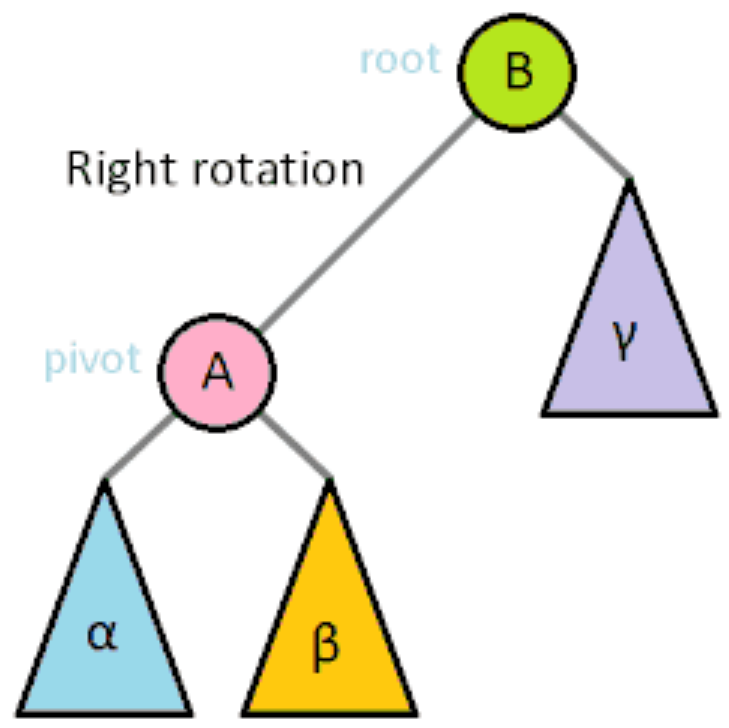 root
B
Right rotation
γ
pivot
A
α
β